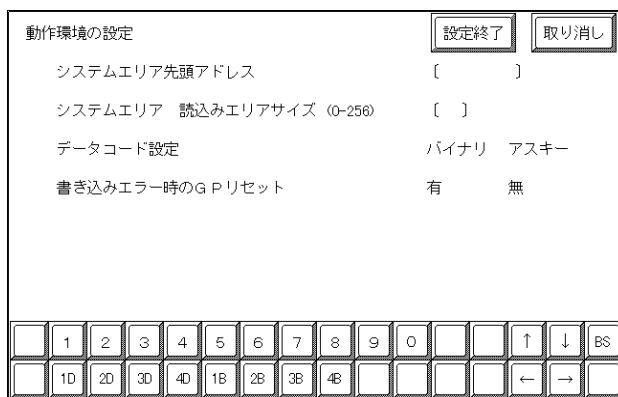 動作環境の設定 設定終了 取り消し
システムエリア先頭アドレス [ ]
システムエリア 読込みエリアサイズ (0-256) [ ]
データコード設定 バイナリ アスキー
書き込みエラー時のGPリセット 有 無
1 2 3 4 5 6 7 8 9 0 ↑ ↓ BS
1D 2D 3D 4D 1B 2B 3B 4B ← →